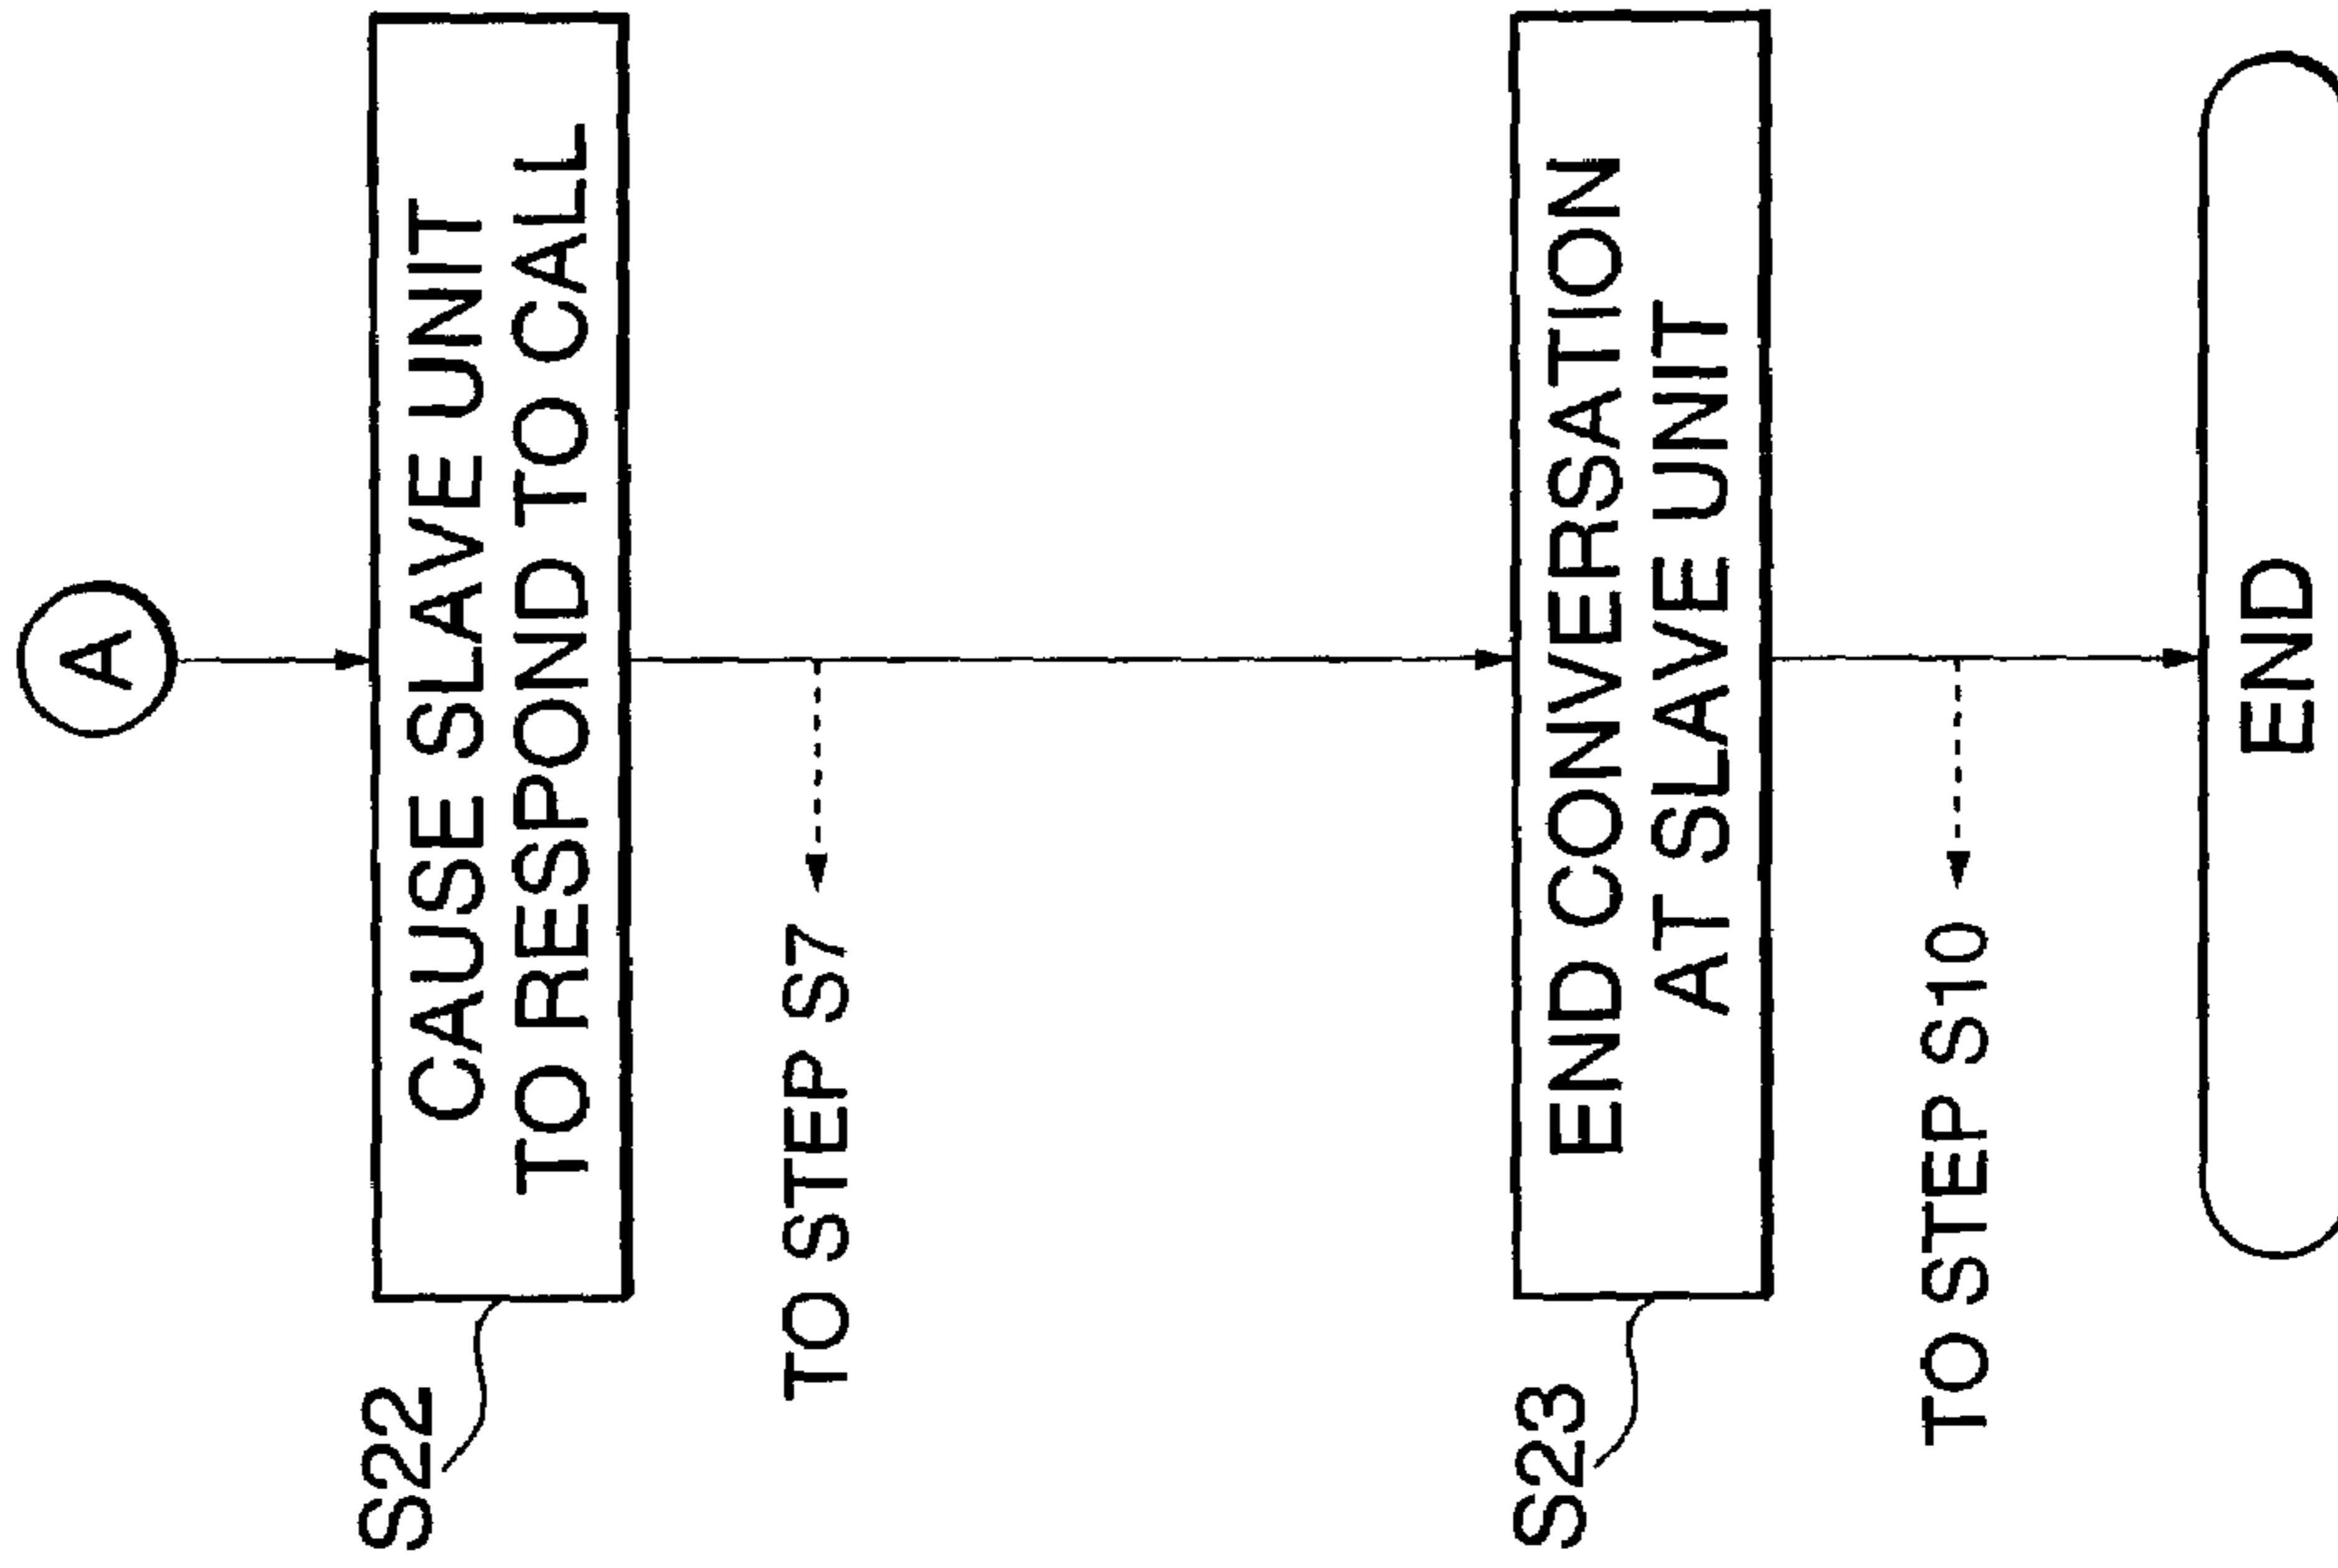 A
S22
CAUSE SLAVE UNIT
TO RESPOND TO CALL
TO STEP S7
S23
END CONVERSATION
AT SLAVE UNIT
TO STEP S10
END